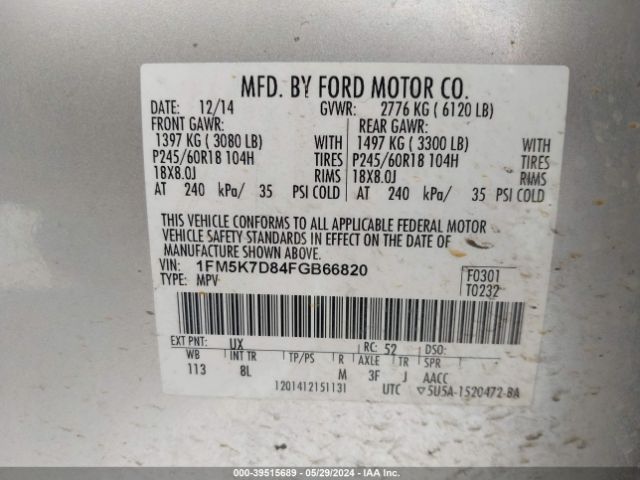 MFD. BY FORD MOTOR CO.
DATE: 12/14 GVWR: 2776 KG ( 6120 LB)
FRONT GAWR: REAR GAWR:
1397 KG ( 3080 LB) WITH 1497 KG ( 3300 LB) WITH
P245/60R18 104H TIRES P245/60R18 104H TIRES
18X8.0J RIMS 18X8.0J RIMS
AT 240 kPa/ 35 PSI COLD AT 240 kPa/ 35 PSI COLD
THIS VEHICLE CONFORMS TO ALL APPLICABLE FEDERAL MOTOR
VEHICLE SAFETY STANDARDS IN EFFECT ON THE DATE OF
MANUFACTURE SHOWN ABOVE.
VIN: 1FM5K7D84FGB66820 F0301
TYPE: MPV T0232
EXT PNT: UX RC: 52 DSO:
WB INT TR TP/PS R AXLE TR SPR
113 8L M 3F J AACC
1201412151131 UTC ▽5U5A-1520472-BA
000-39515689 - 05/29/2024 - IAA Inc.